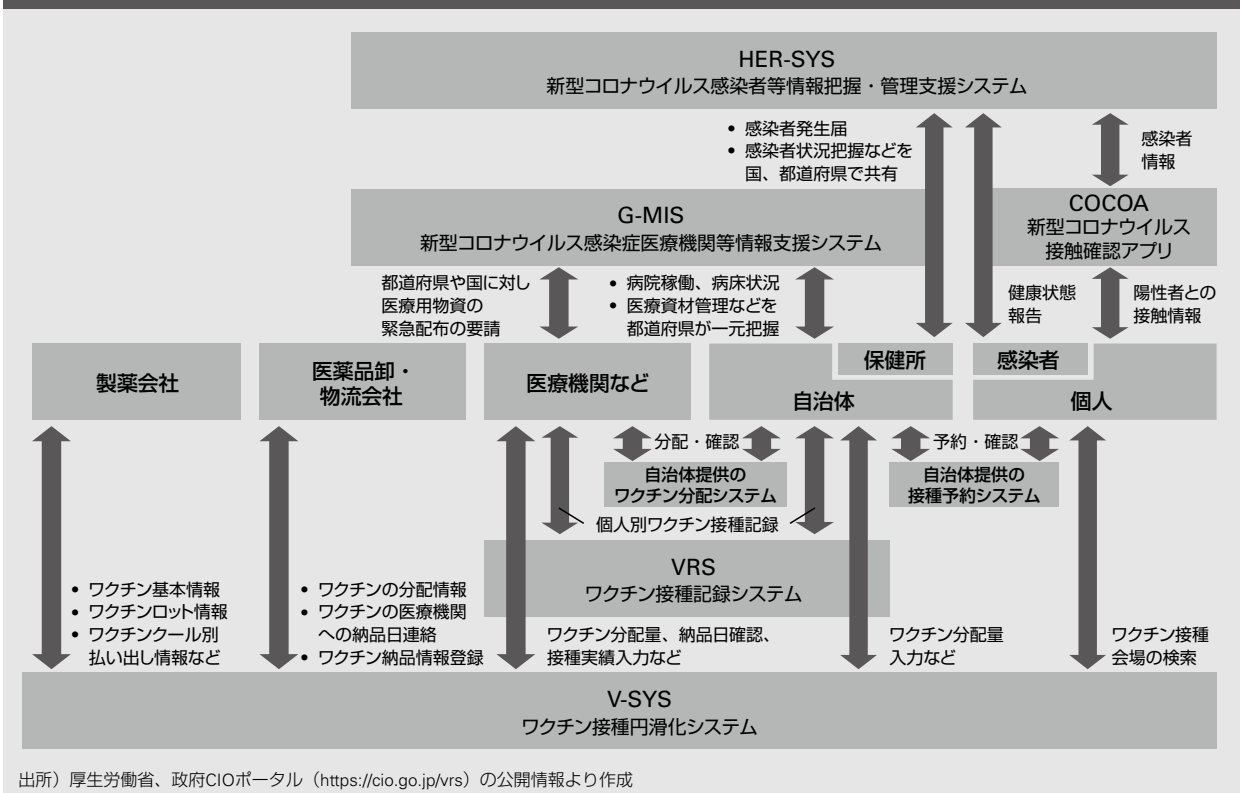 HER-SYS
新型コロナウイルス感染者等情報把握・管理支援システム
• 感染者発生届
• 感染者状況把握などを
国、都道府県で共有
感染者
情報
G-MIS
新型コロナウイルス感染症医療機関等情報支援システム
COCOA
新型コロナウイルス
接触確認アプリ
都道府県や国に対し
医療用物資の
緊急配布の要請
• 病院稼働、病床状況
• 医療資材管理などを
都道府県が一元把握
健康状態
報告
陽性者との
接触情報
製薬会社
医薬品卸・
物流会社
医療機関など
保健所
自治体
感染者
個人
分配・確認
予約・確認
自治体提供の
ワクチン分配システム
自治体提供の
接種予約システム
個人別ワクチン接種記録
VRS
ワクチン接種記録システム
• ワクチン基本情報
• ワクチンロット情報
• ワクチンクール別
払い出し情報など
• ワクチンの分配情報
• ワクチンの医療機関
への納品日連絡
• ワクチン納品情報登録
ワクチン分配量、納品日確認、
接種実績入力など
ワクチン分配量
入力など
ワクチン接種
会場の検索
V-SYS
ワクチン接種円滑化システム
出所）厚生労働省、政府CIOポータル（https://cio.go.jp/vrs）の公開情報より作成